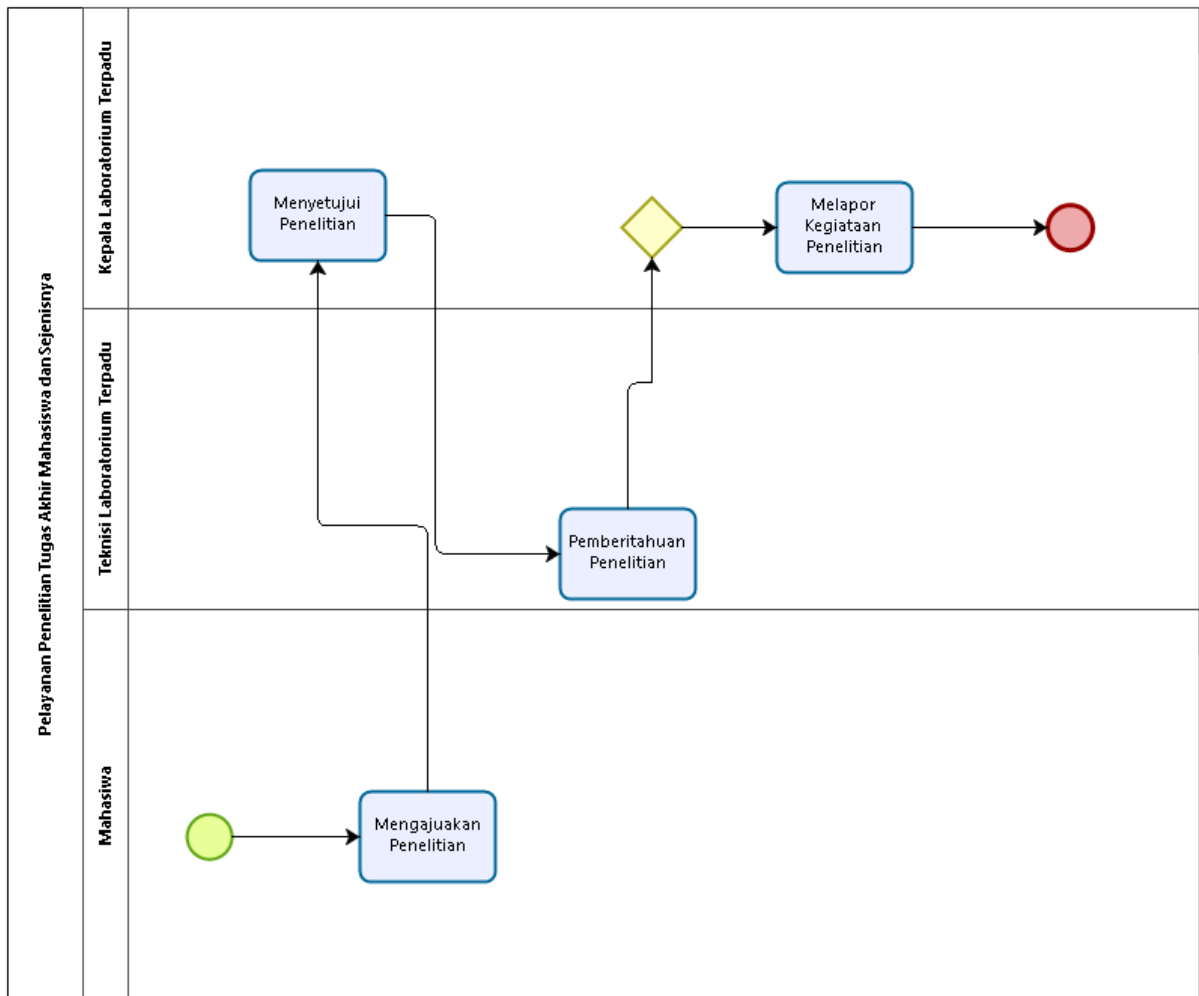 Pelayanan Penelitian Tugas Akhir Mahasiswa dan Sejenisnya
Kepala Laboratorium Terpadu
Menyetujui
Penelitian
Melapor
Kegiataan
Penelitian
Teknisi Laboratorium Terpadu
Pemberitahuan
Penelitian
Mahasiwa
Mengajuakan
Penelitian